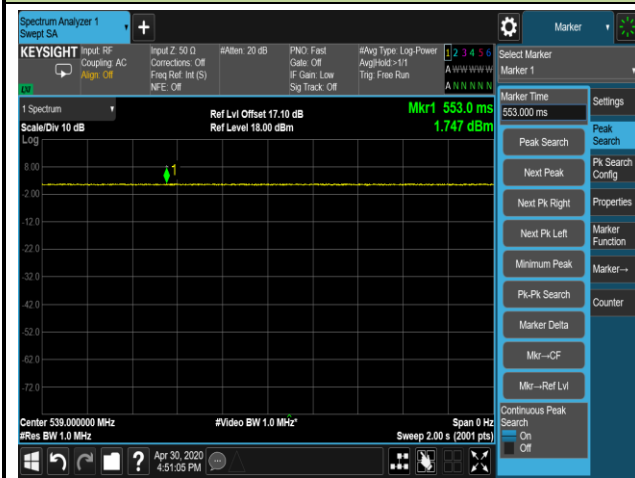 Spectrum Analyzer 1
Swept SA
+
Marker
KEYSIGHT
Input: RF
Coupling: AC
Align: Off
Input Z: 50 Ω
Corrections: Off
Freq Ref: Int (S)
NFE: Off
#Atten: 20 dB
PNO: Fast
Gate: Off
IF Gain: Low
Sig Track: Off
#Avg Type: Log-Power
Avg|Hold:>1/1
Trig: Free Run
1 2 3 4 5 6
A W W W W W
A N N N N N
LXI
1 Spectrum
Scale/Div 10 dB
Log
Ref Lvl Offset 17.10 dB
Ref Level 18.00 dBm
Mkr1 553.0 ms
1.747 dBm
1
8.00
-2.00
-12.0
-22.0
-32.0
-42.0
-52.0
-62.0
-72.0
Center 539.000000 MHz
#Res BW 1.0 MHz
#Video BW 1.0 MHz*
Span 0 Hz
Sweep 2.00 s (2001 pts)
Select Marker
Marker 1
Marker Time
553.000 ms
Peak Search
Next Peak
Next Pk Right
Next Pk Left
Minimum Peak
Pk-Pk Search
Marker Delta
Mkr→CF
Mkr→Ref Lvl
Continuous Peak
Search
On
Off
Settings
Peak
Search
Pk Search
Config
Properties
Marker
Function
Marker→
Counter
?
Apr 30, 2020
4:51:05 PM